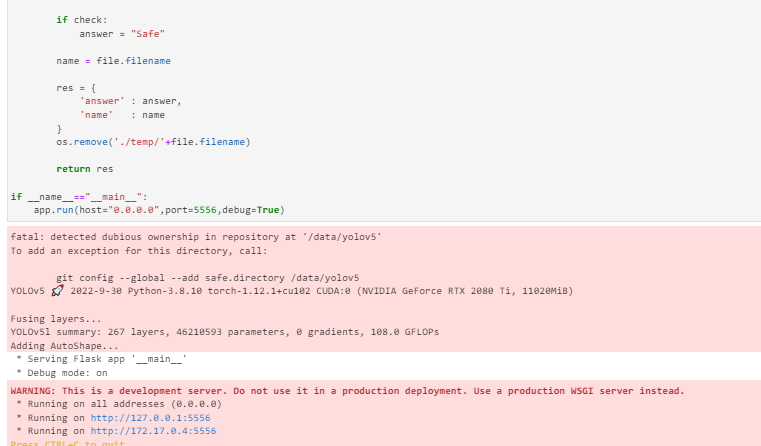 if check:
answer = "Safe"
name = file.filename
res = {
'answer' : answer,
'name'   : name
}
os.remove('./temp/'+file.filename)
return res
if __name__=="__main__":
app.run(host="0.0.0.0",port=5556,debug=True)
fatal: detected dubious ownership in repository at '/data/yolov5'
To add an exception for this directory, call:
git config --global --add safe.directory /data/yolov5
YOLOv5 🚀 2022-9-30 Python-3.8.10 torch-1.12.1+cu102 CUDA:0 (NVIDIA GeForce RTX 2080 Ti, 11020MiB)
Fusing layers...
YOLOv5l summary: 267 layers, 46210593 parameters, 0 gradients, 108.0 GFLOPs
Adding AutoShape...
* Serving Flask app '__main__'
* Debug mode: on
WARNING: This is a development server. Do not use it in a production deployment. Use a production WSGI server instead.
* Running on all addresses (0.0.0.0)
* Running on http://127.0.0.1:5556
* Running on http://172.17.0.4:5556
Press CTRL+C to quit